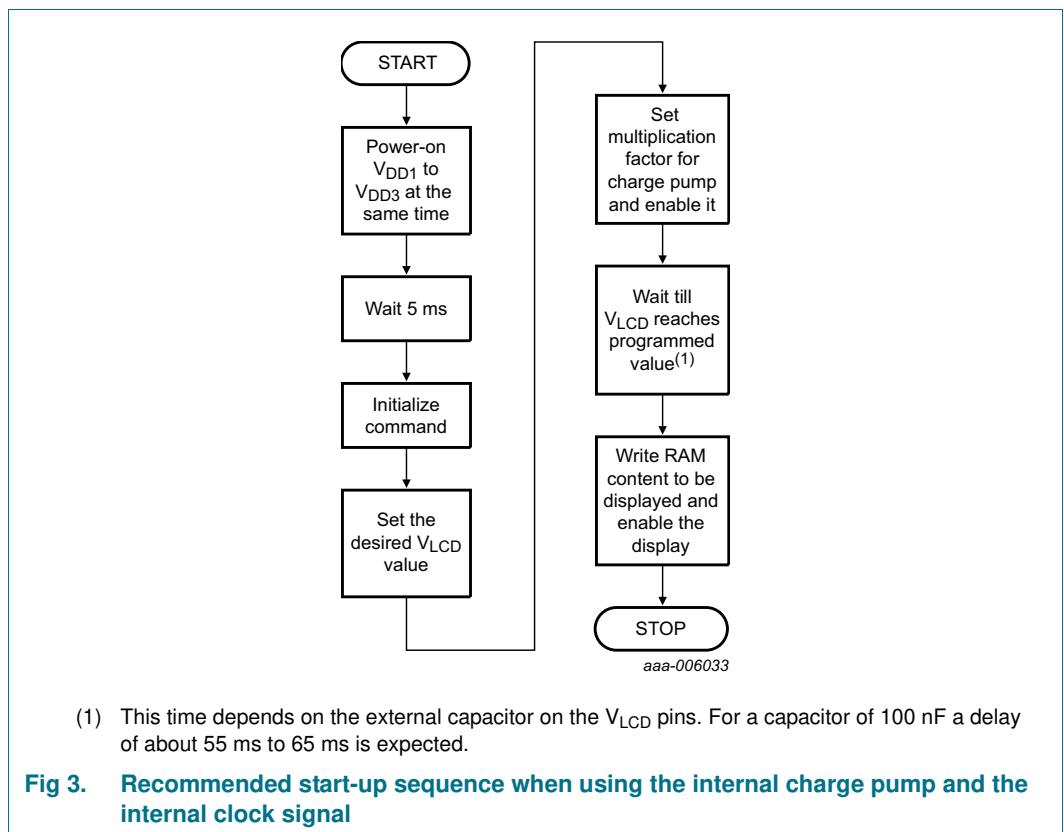 START
Power-on
VDD1 to
VDD3 at the
same time
Wait 5 ms
Initialize
command
Set the
desired VLCD
value
Set
multiplication
factor for
charge pump
and enable it
Wait till
VLCD reaches
programmed
value(1)
Write RAM
content to be
displayed and
enable the
display
STOP
aaa-006033
(1) This time depends on the external capacitor on the VLCD pins. For a capacitor of 100 nF a delay
of about 55 ms to 65 ms is expected.
Fig 3. Recommended start-up sequence when using the internal charge pump and the
internal clock signal